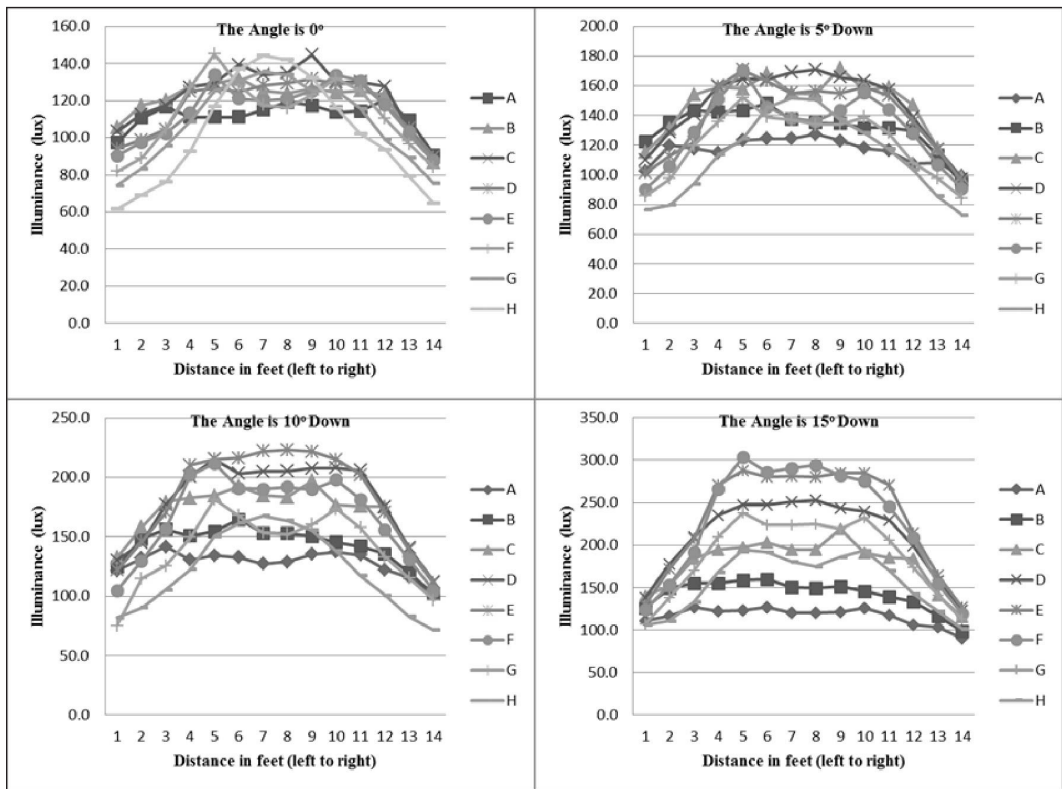 The Angle is 0°
160.0
140.0
120.0
100.0
80.0
60.0
40.0
20.0
0.0
Illuminance (lux)
1 2 3 4 5 6 7 8 9 10 11 12 13 14
Distance in feet (left to right)
A
B
C
D
E
F
G
H
The Angle is 5° Down
200.0
180.0
160.0
140.0
120.0
100.0
80.0
60.0
40.0
20.0
0.0
Illuminance (lux)
1 2 3 4 5 6 7 8 9 10 11 12 13 14
Distance in feet (left to right)
A
B
C
D
E
F
G
H
The Angle is 10° Down
250.0
200.0
150.0
100.0
50.0
0.0
Illuminance (lux)
1 2 3 4 5 6 7 8 9 10 11 12 13 14
Distance in feet (left to right)
A
B
C
D
E
F
G
H
The Angle is 15° Down
350.0
300.0
250.0
200.0
150.0
100.0
50.0
0.0
Illuminance (lux)
1 2 3 4 5 6 7 8 9 10 11 12 13 14
Distance in feet (left to right)
A
B
C
D
E
F
G
H